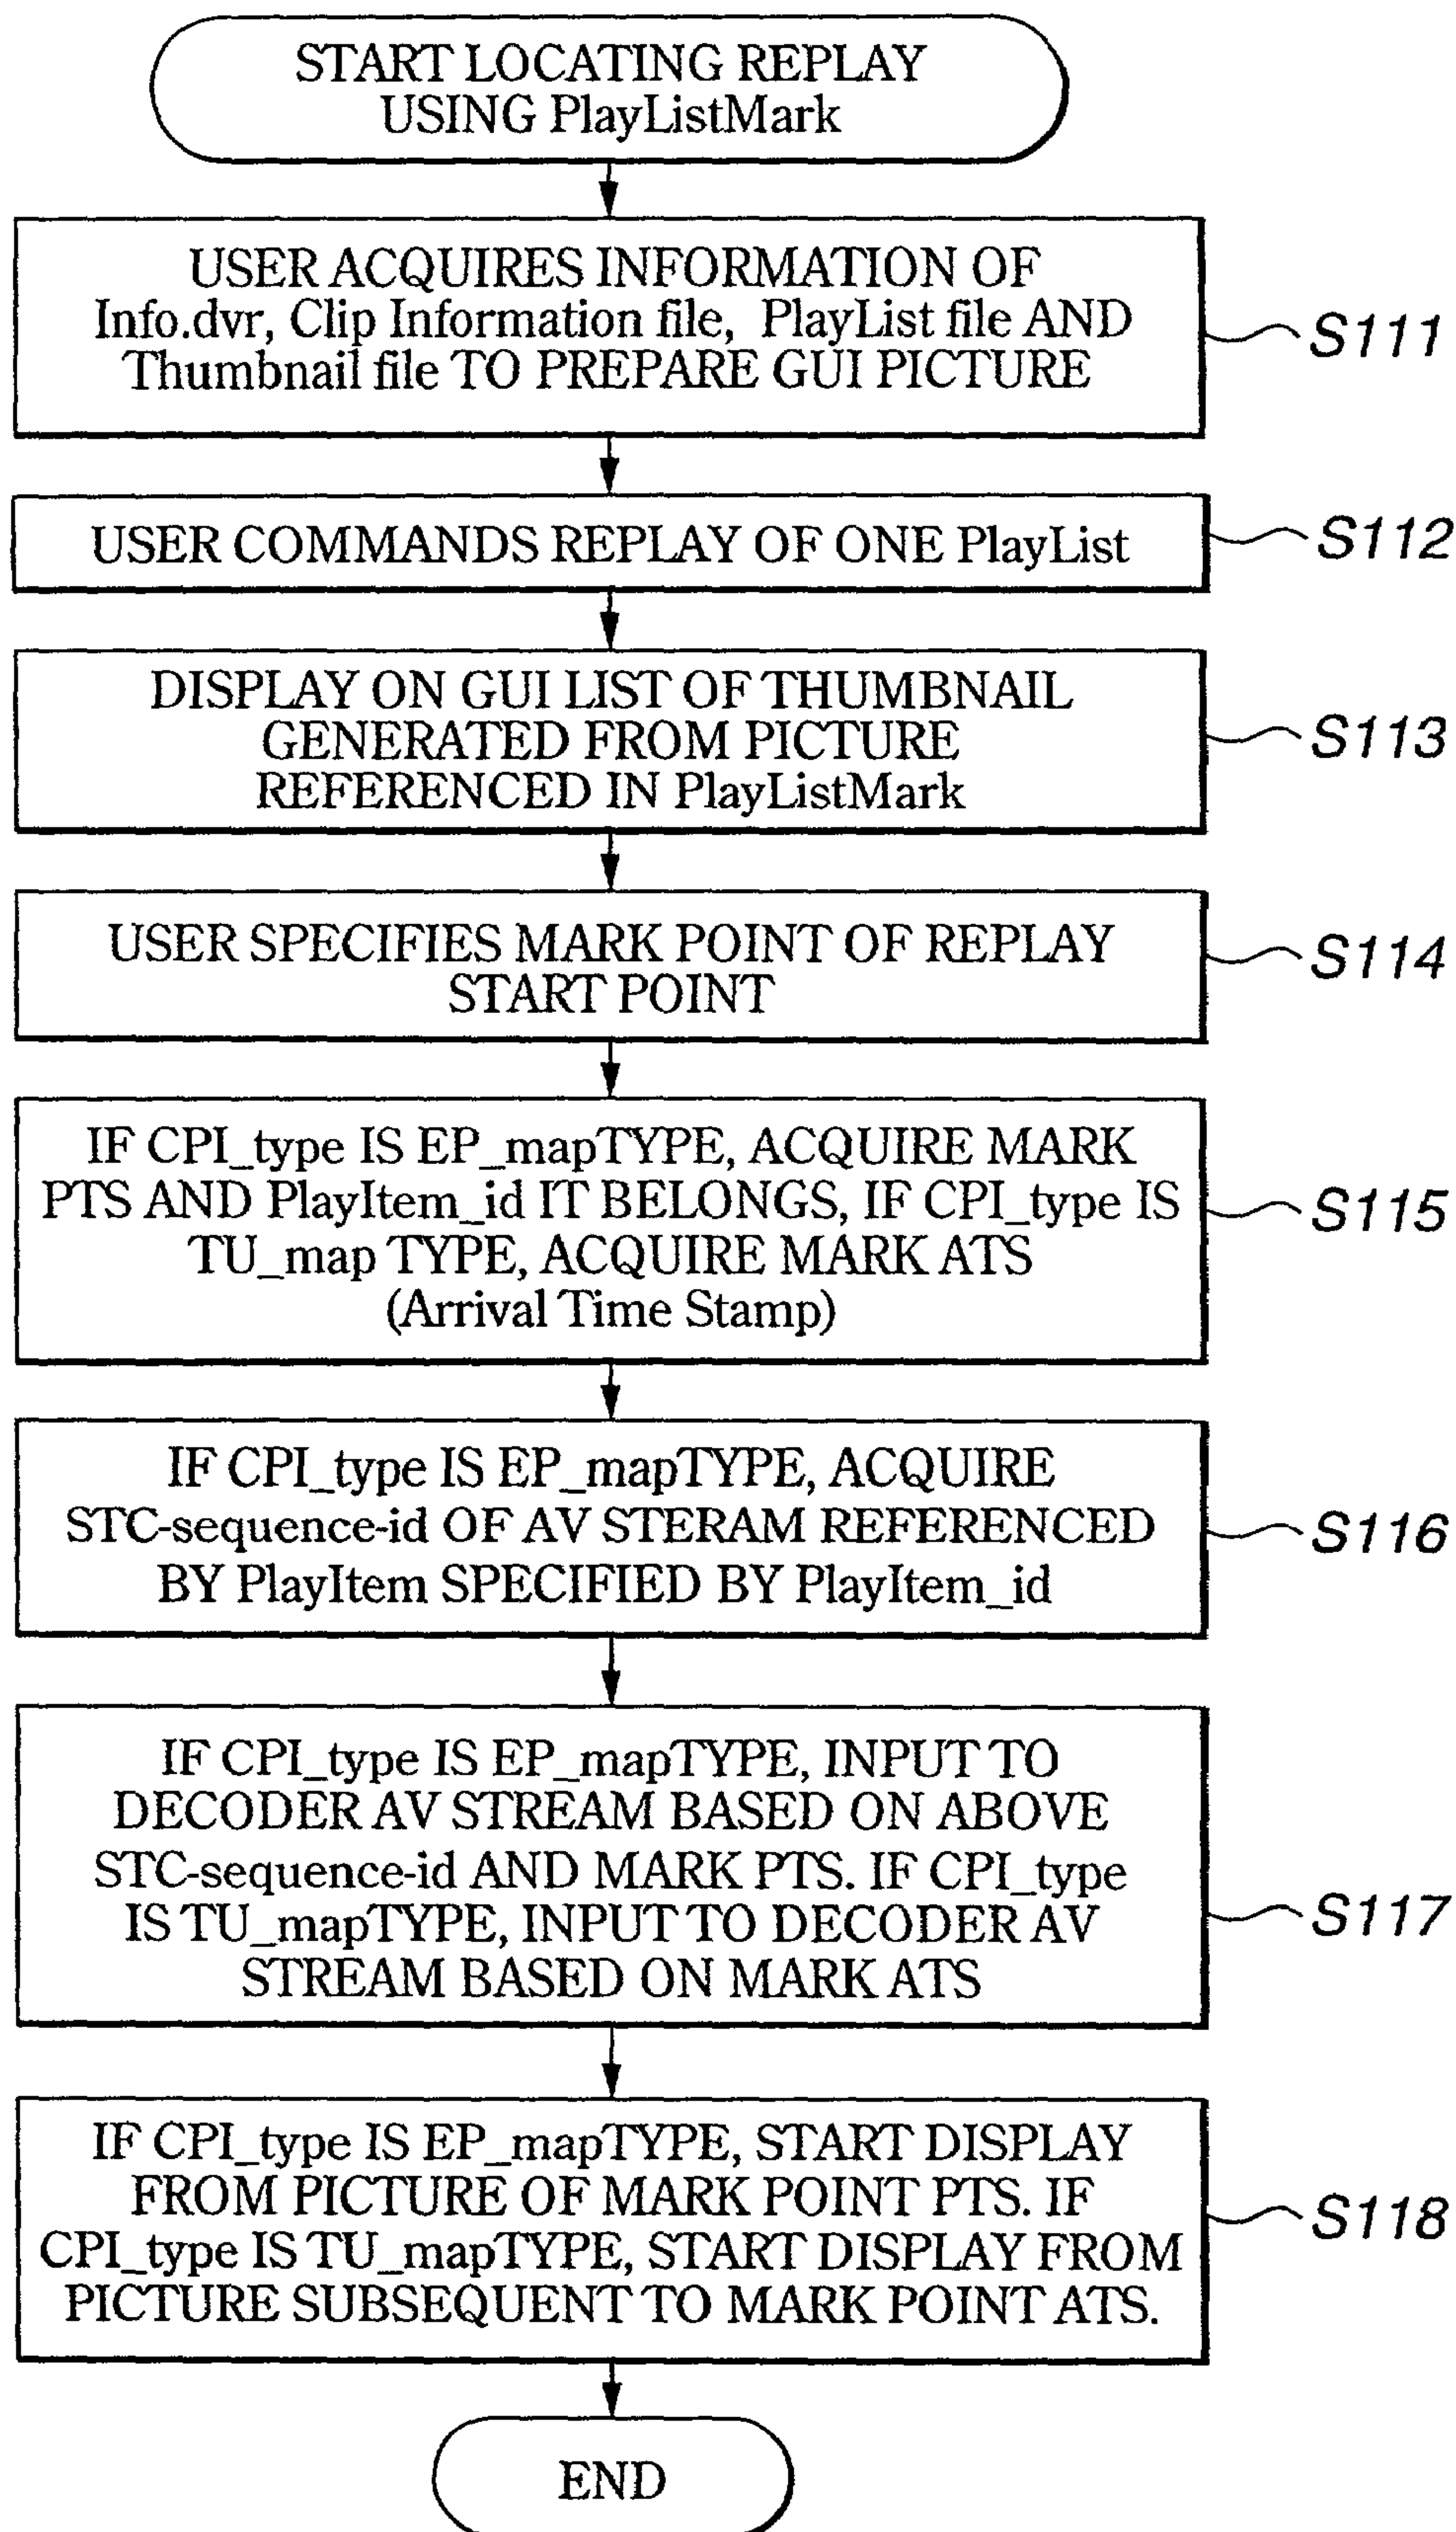 START LOCATING REPLAY
USING PlayListMark
USER ACQUIRES INFORMATION OF
Info.dvr, Clip Information file, PlayList file AND
Thumbnail file TO PREPARE GUI PICTURE
S111
USER COMMANDS REPLAY OF ONE PlayList
S112
DISPLAY ON GUI LIST OF THUMBNAIL
GENERATED FROM PICTURE
REFERENCED IN PlayListMark
S113
USER SPECIFIES MARK POINT OF REPLAY
START POINT
S114
IF CPI_type IS EP_mapTYPE, ACQUIRE MARK
PTS AND PlayItem_id IT BELONGS, IF CPI_type IS
TU_map TYPE, ACQUIRE MARK ATS
(Arrival Time Stamp)
S115
IF CPI_type IS EP_mapTYPE, ACQUIRE
STC-sequence-id OF AV STERAM REFERENCED
BY PlayItem SPECIFIED BY PlayItem_id
S116
IF CPI_type IS EP_mapTYPE, INPUT TO
DECODER AV STREAM BASED ON ABOVE
STC-sequence-id AND MARK PTS. IF CPI_type
IS TU_mapTYPE, INPUT TO DECODER AV
STREAM BASED ON MARK ATS
S117
IF CPI_type IS EP_mapTYPE, START DISPLAY
FROM PICTURE OF MARK POINT PTS. IF
CPI_type IS TU_mapTYPE, START DISPLAY FROM
PICTURE SUBSEQUENT TO MARK POINT ATS.
S118
END